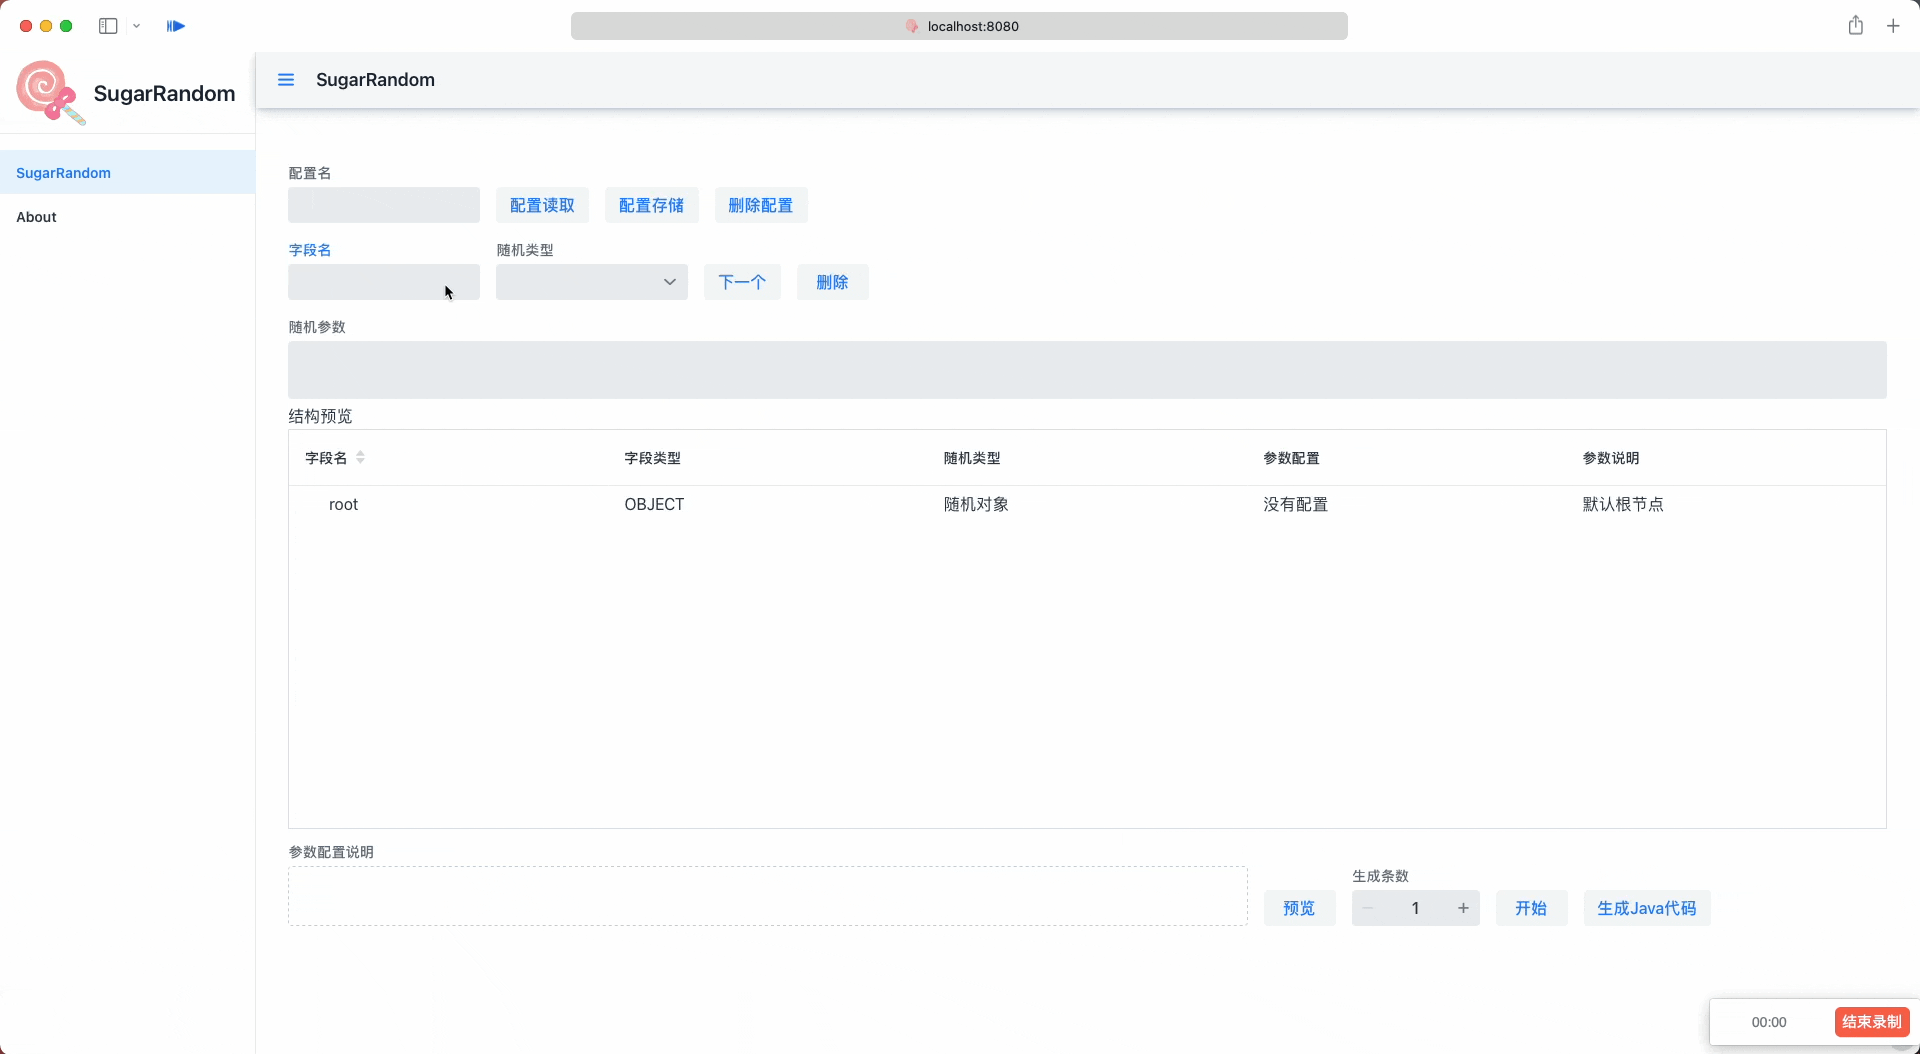 localhost:8080
SugarRandom
SugarRandom
SugarRandom
About
配置名
配置读取 配置存储 删除配置
字段名 随机类型
下一个 删除
随机参数
结构预览
字段名 字段类型 随机类型 参数配置 参数说明
root OBJECT 随机对象 没有配置 默认根节点
参数配置说明
生成条数
预览 1 开始 生成Java代码
00:00 结束录制